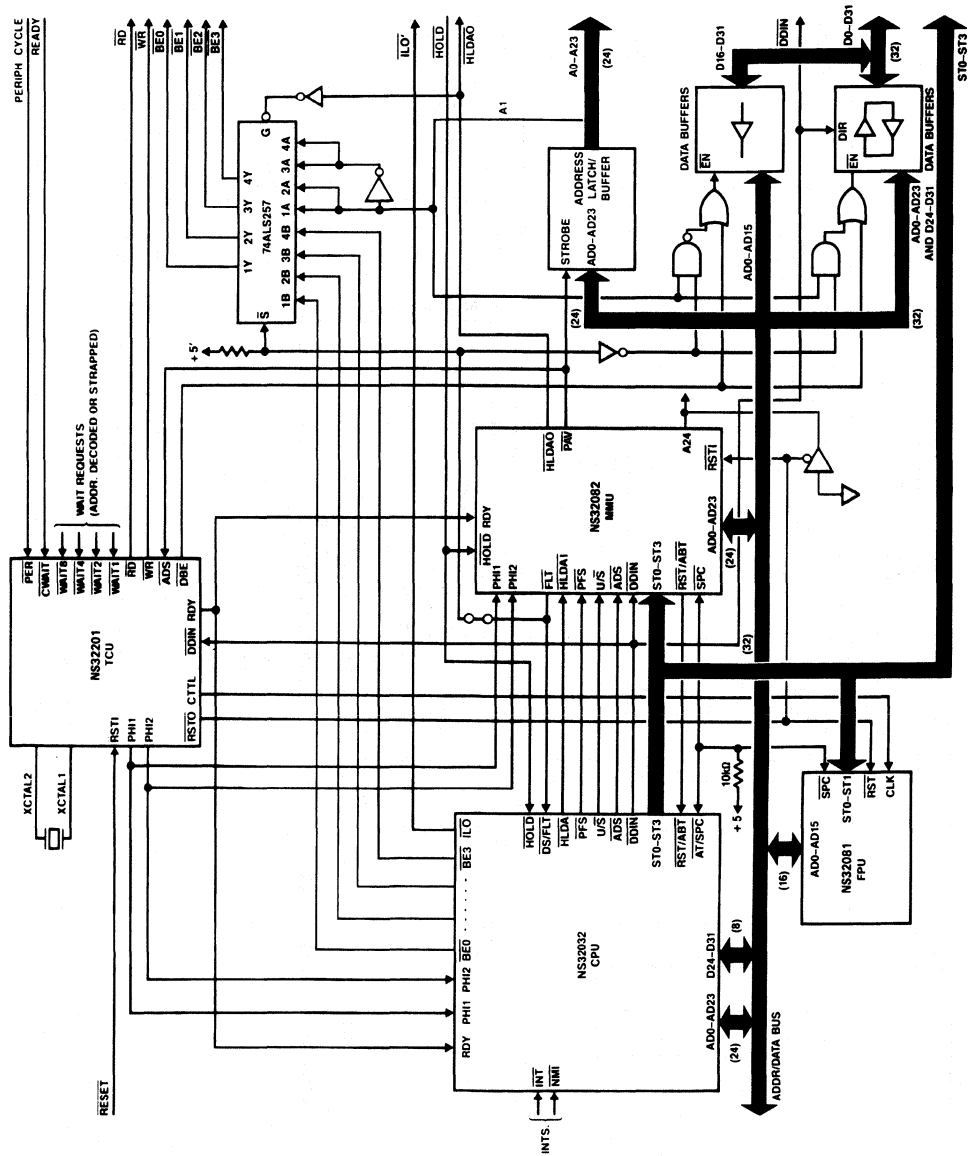 PERIPH CYCLE
READY
RD
WR
BE0
BE1
BE2
BE3
ILO'
HOLD
HLDAO
A0-A23
(24)
D16-D31
DDIN
D0-D31
(32)
ST0-ST3
G
4Y
3Y
2Y
1Y
74ALS257
4A
3A
2A
1A
4B
3B
2B
1B
S
+ 5'
A1
STROBE
ADDRESS
LATCH/
BUFFER
AD0-AD23
(24)
DATA BUFFERS
EN
AD0-AD15
DIR
EN
DATA BUFFERS
AD0-AD23
AND D24-D31
(32)
WAIT REQUESTS
(ADDR. DECODED OR STRAPPED)
PER
CWAIT
WAIT8
WAIT4
WAIT2
WAIT1
RD
WR
ADS
DBE
NS32201
TCU
RDY
DDIN
CTTL
RSTO
RSTI
PHI1
PHI2
XCTAL2
XCTAL1
HLDAO
PAV
A24
RSTI
NS32082
MMU
HOLD
RDY
PHI1
PHI2
FLT
HLDAI
PFS
U/S
ADS
DDIN
ST0-ST3
RST/ABT
SPC
AD0-AD23
(24)
(32)
ILO
BE3
BE0
PHI2
PHI1
RDY
HOLD
DS/FLT
HLDA
PFS
U/S
ADS
DDIN
ST0-ST3
RST/ABT
AT/SPC
NS32032
CPU
D24-D31
(8)
AD0-AD23
(24)
10kΩ
+ 5
SPC
ST0-ST1
RST
CLK
AD0-AD15
(16)
NS32081
FPU
RESET
INT
NMI
INTS.
ADDR/DATA BUS